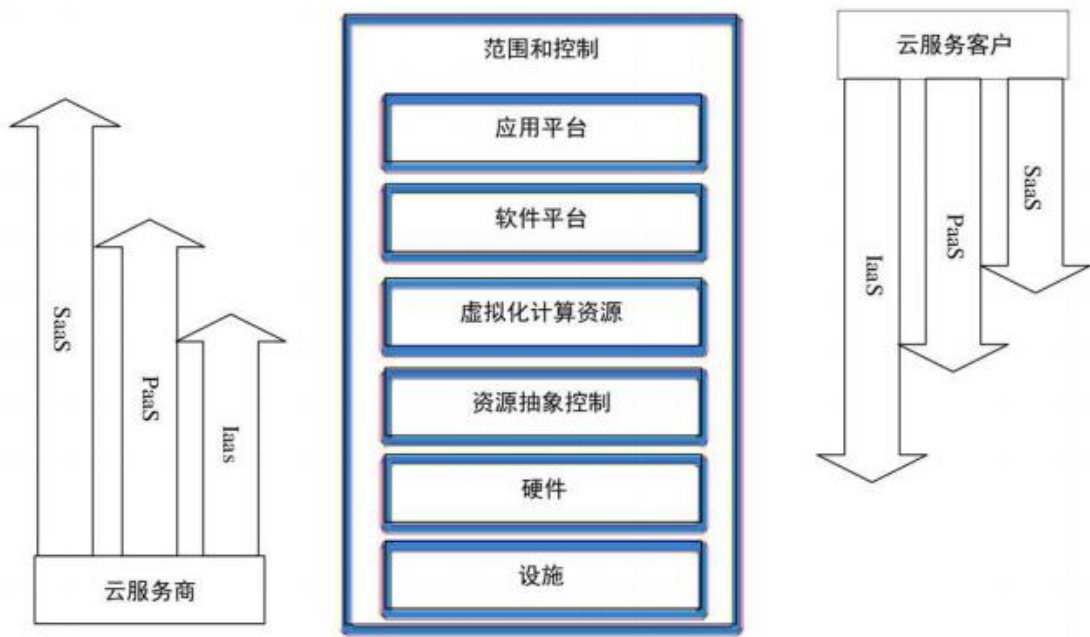 范围和控制
云服务客户
应用平台
软件平台
虚拟化计算资源
资源抽象控制
硬件
设施
SaaS
PaaS
Iaas
云服务商
IaaS
PaaS
SaaS